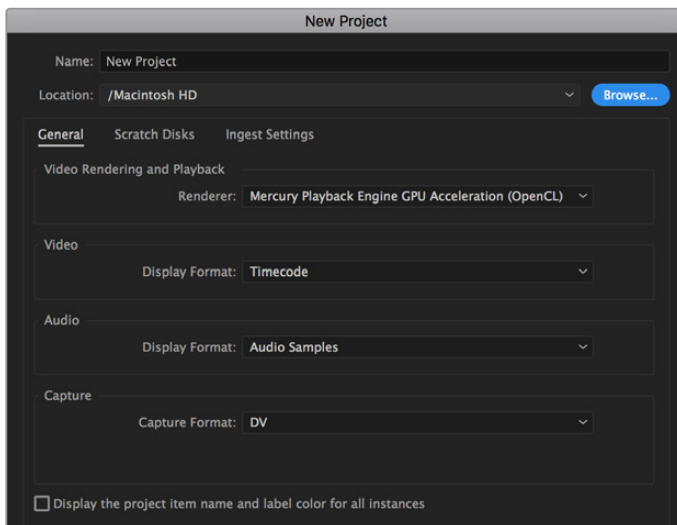 New Project
Name: New Project
Location: /Macintosh HD Browse...
General Scratch Disks Ingest Settings
Video Rendering and Playback
Renderer: Mercury Playback Engine GPU Acceleration (OpenCL)
Video
Display Format: Timecode
Audio
Display Format: Audio Samples
Capture
Capture Format: DV
Display the project item name and label color for all instances